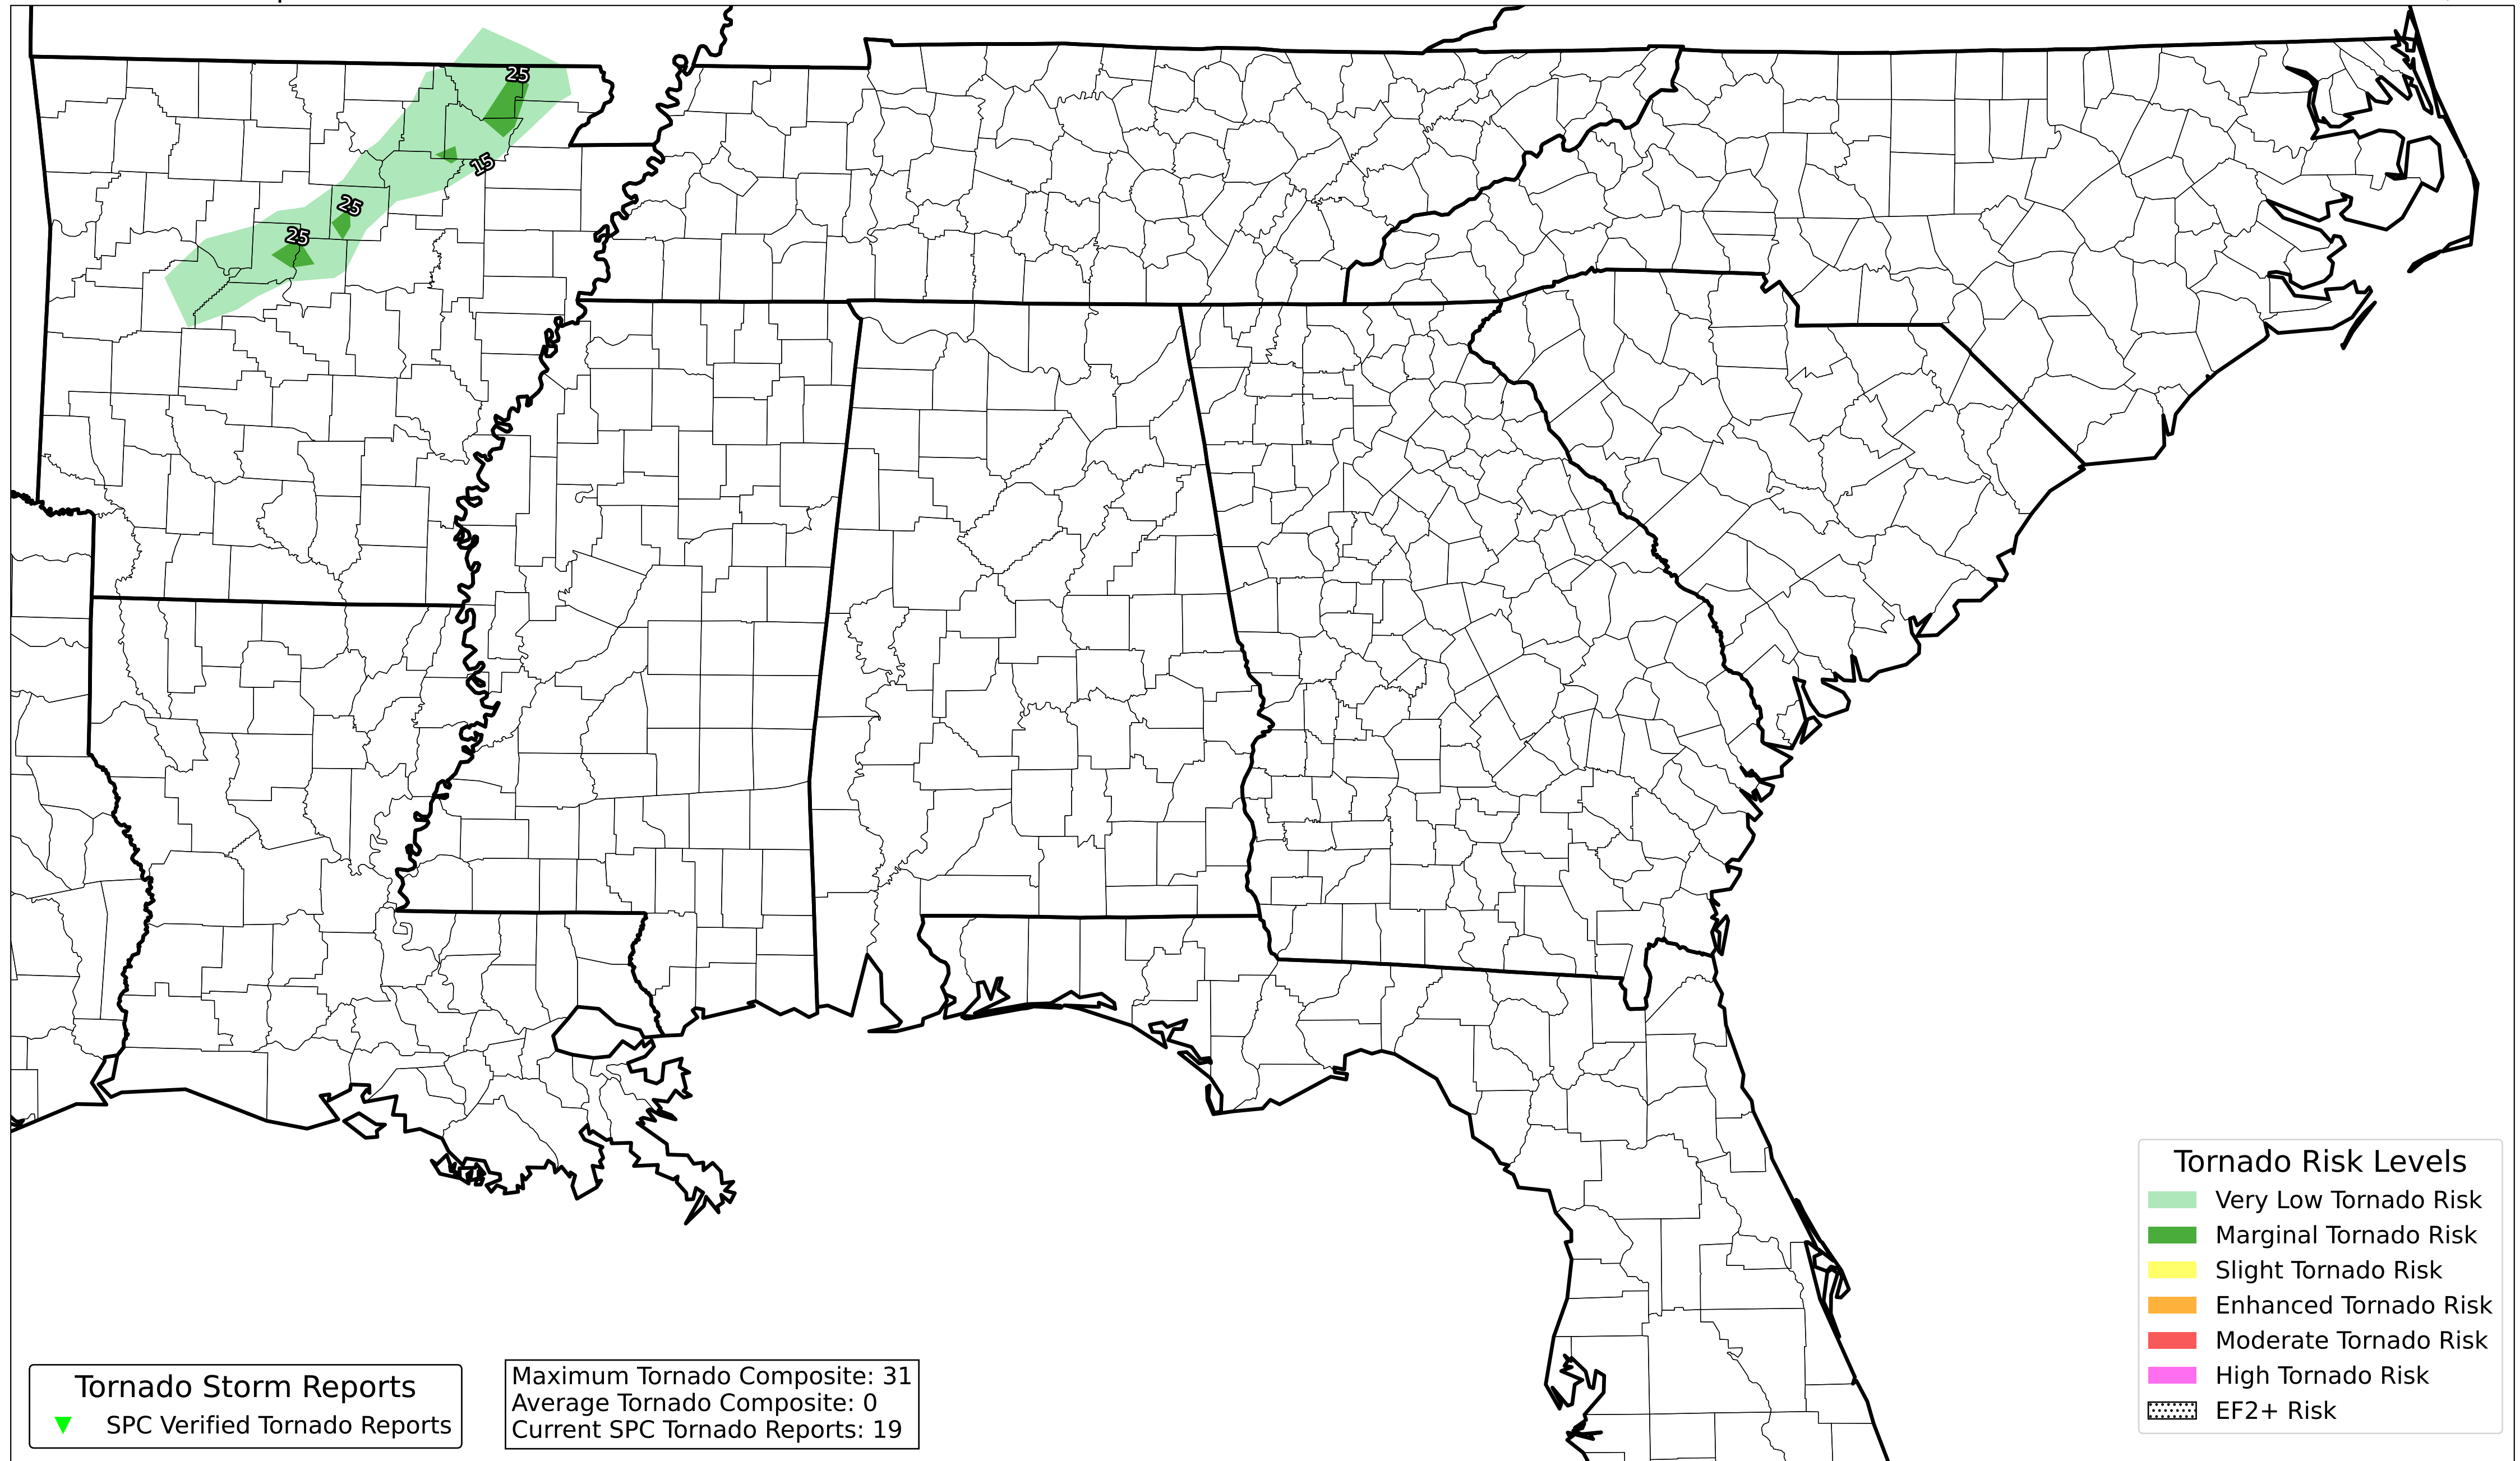 25
15
25
25
Tornado Risk Levels
Very Low Tornado Risk
Marginal Tornado Risk
Slight Tornado Risk
Enhanced Tornado Risk
Moderate Tornado Risk
High Tornado Risk
EF2+ Risk
Tornado Storm Reports
SPC Verified Tornado Reports
Maximum Tornado Composite: 31
Average Tornado Composite: 0
Current SPC Tornado Reports: 19